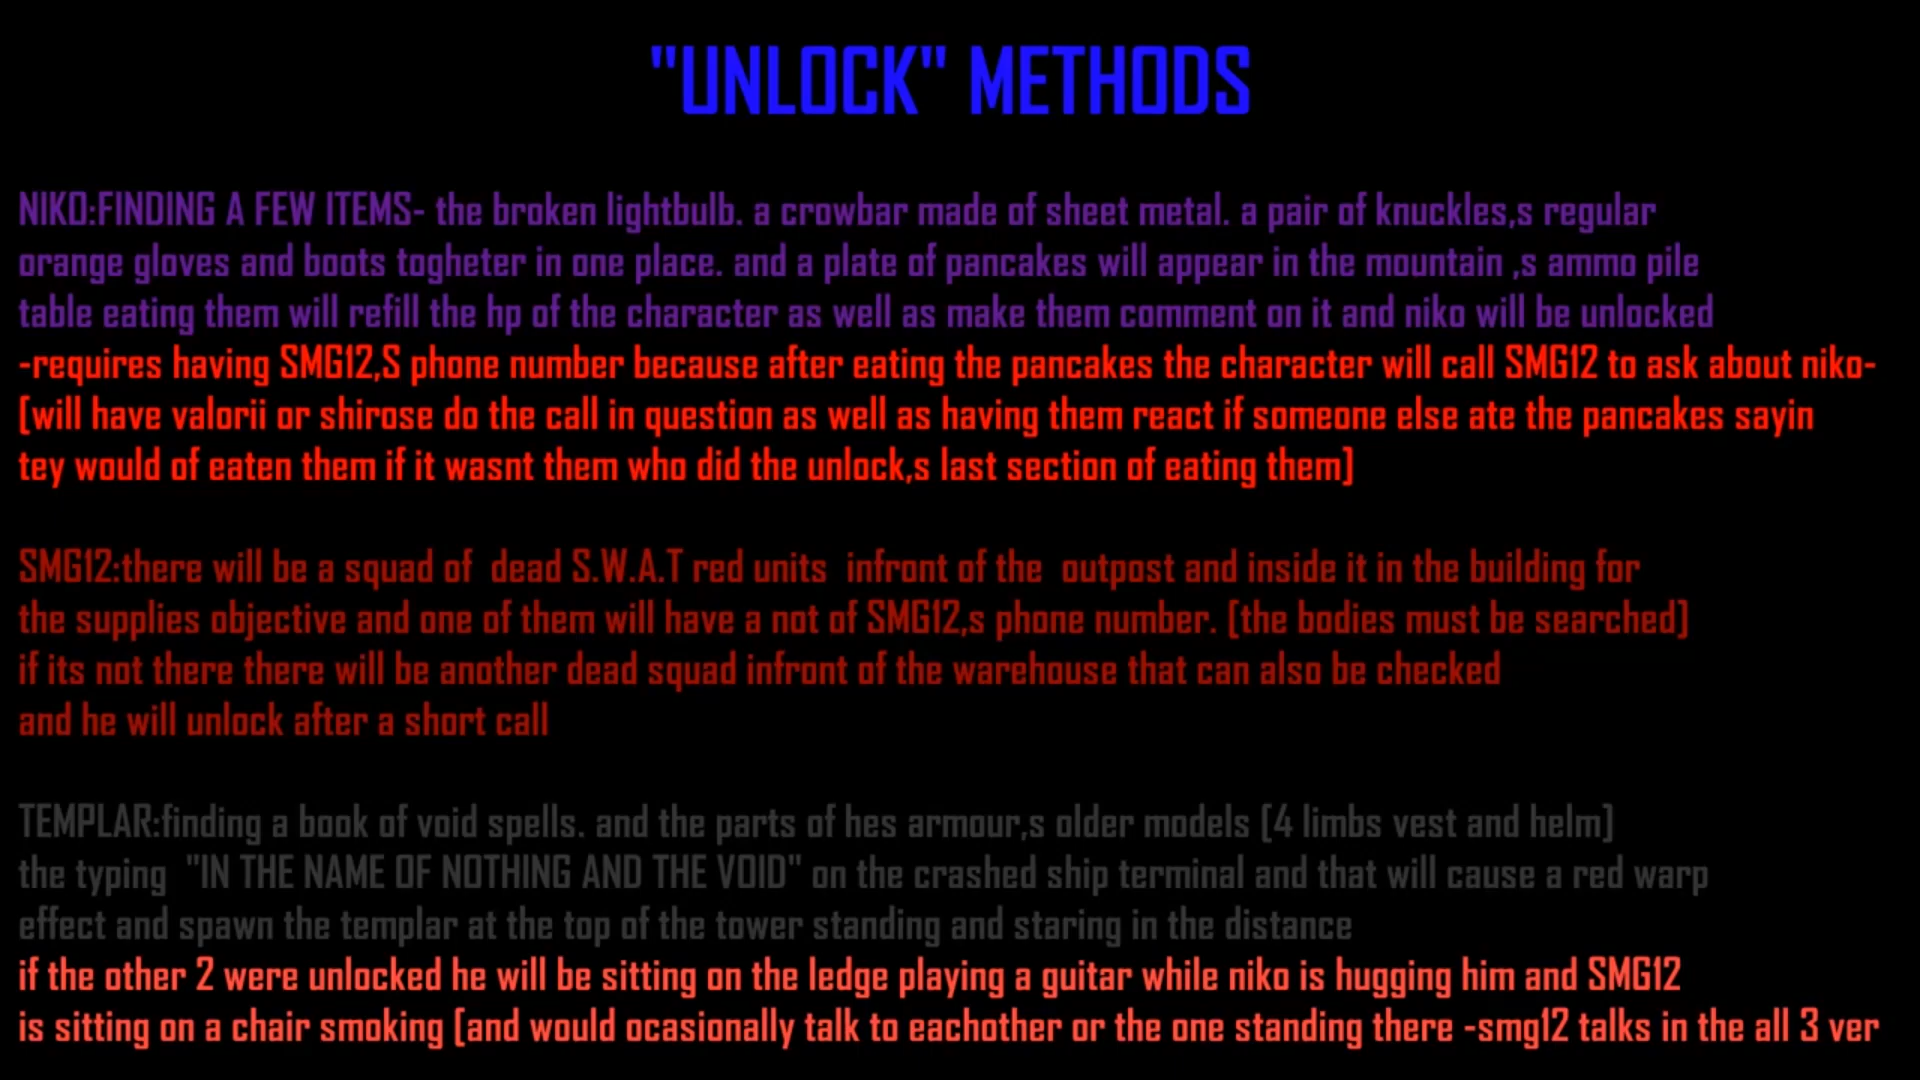 "UNLOCK" METHODS
NIKO:FINDING A FEW ITEMS- the broken lightbulb. a crowbar made of sheet metal. a pair of knuckles,s regular
orange gloves and boots togheter in one place. and a plate of pancakes will appear in the mountain ,s ammo pile
table eating them will refill the hp of the character as well as make them comment on it and niko will be unlocked
-requires having SMG12,S phone number because after eating the pancakes the character will call SMG12 to ask about niko-
[will have valorii or shirose do the call in question as well as having them react if someone else ate the pancakes sayin
tey would of eaten them if it wasnt them who did the unlock,s last section of eating them]
SMG12:there will be a squad of  dead S.W.A.T red units  infront of the  outpost and inside it in the building for
the supplies objective and one of them will have a not of SMG12,s phone number. [the bodies must be searched]
if its not there there will be another dead squad infront of the warehouse that can also be checked
and he will unlock after a short call
TEMPLAR:finding a book of void spells. and the parts of hes armour,s older models [4 limbs vest and helm]
the typing  "IN THE NAME OF NOTHING AND THE VOID" on the crashed ship terminal and that will cause a red warp
effect and spawn the templar at the top of the tower standing and staring in the distance
if the other 2 were unlocked he will be sitting on the ledge playing a guitar while niko is hugging him and SMG12
is sitting on a chair smoking [and would ocasionally talk to eachother or the one standing there -smg12 talks in the all 3 ver